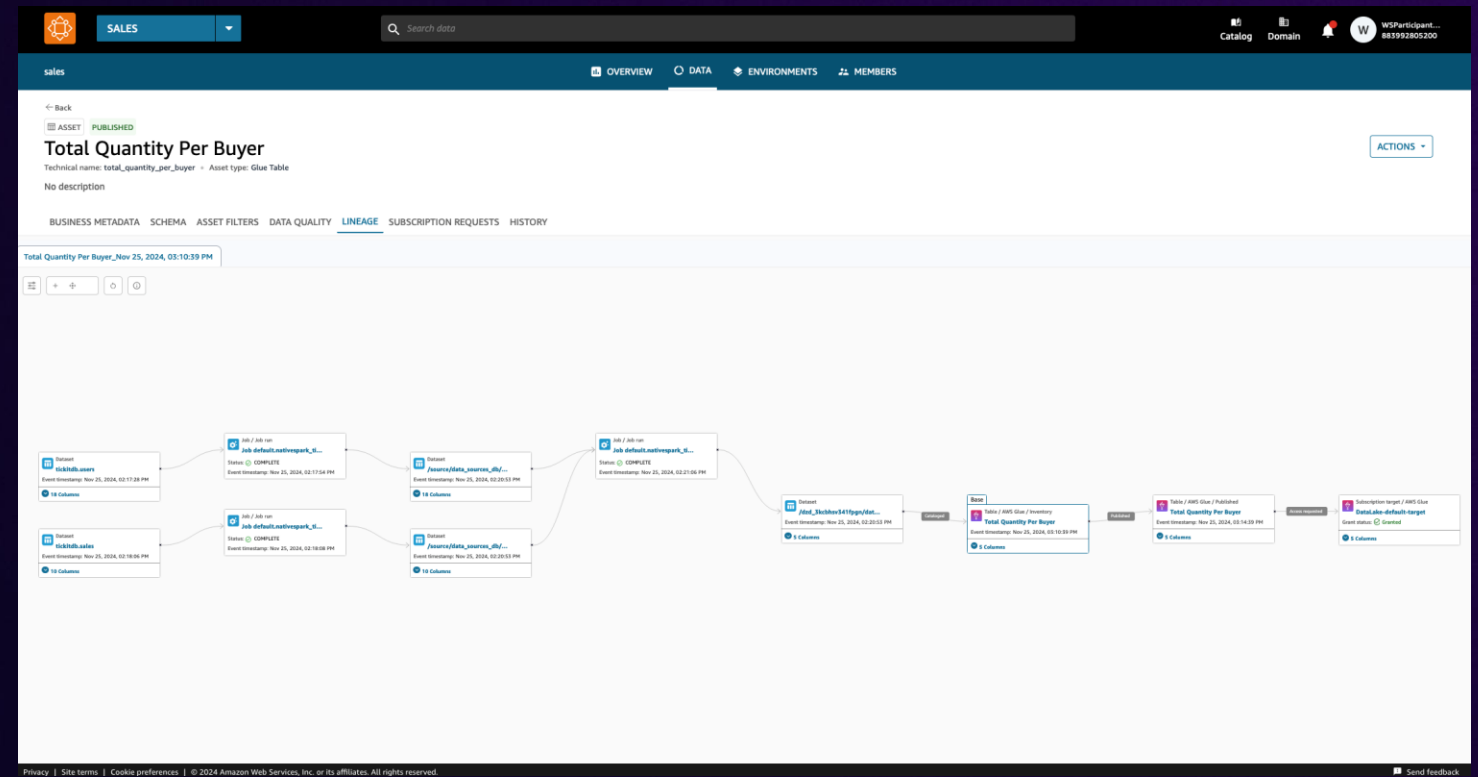 SALES
Search data
Catalog
Domain
W
WSParticipant...
883992805200
sales
OVERVIEW
DATA
ENVIRONMENTS
MEMBERS
Back
ASSET
PUBLISHED
Total Quantity Per Buyer
Technical name: total_quantity_per_buyer • Asset type: Glue Table
No description
ACTIONS
BUSINESS METADATA
SCHEMA
ASSET FILTERS
DATA QUALITY
LINEAGE
SUBSCRIPTION REQUESTS
HISTORY
Total Quantity Per Buyer_Nov 25, 2024, 03:10:39 PM
Dataset
tickitdb.users
Event timestamp: Nov 25, 2024, 02:17:28 PM
18 Columns
Dataset
tickitdb.sales
Event timestamp: Nov 25, 2024, 02:18:06 PM
10 Columns
Job / Job run
Job default.nativespark_ti...
Status: COMPLETE
Event timestamp: Nov 25, 2024, 02:17:54 PM
Job / Job run
Job default.nativespark_ti...
Status: COMPLETE
Event timestamp: Nov 25, 2024, 02:18:08 PM
Dataset
/source/data_sources_db/...
Event timestamp: Nov 25, 2024, 02:20:53 PM
18 Columns
Dataset
/source/data_sources_db/...
Event timestamp: Nov 25, 2024, 02:20:53 PM
10 Columns
Job / Job run
Job default.nativespark_ti...
Status: COMPLETE
Event timestamp: Nov 25, 2024, 02:21:06 PM
Dataset
Event timestamp: Nov 25, 2024, 02:20:53 PM
5 Columns
Cataloged
Base
Table / AWS Glue / Inventory
Total Quantity Per Buyer
Event timestamp: Nov 25, 2024, 03:10:39 PM
5 Columns
Published
Table / AWS Glue / Published
Total Quantity Per Buyer
Event timestamp: Nov 25, 2024, 03:14:39 PM
5 Columns
Access requested
Subscription target / AWS Glue
DataLake-default-target
Grant status: Granted
5 Columns
Privacy | Site terms | Cookie preferences | © 2024 Amazon Web Services, Inc. or its affiliates. All rights reserved.
Send feedback